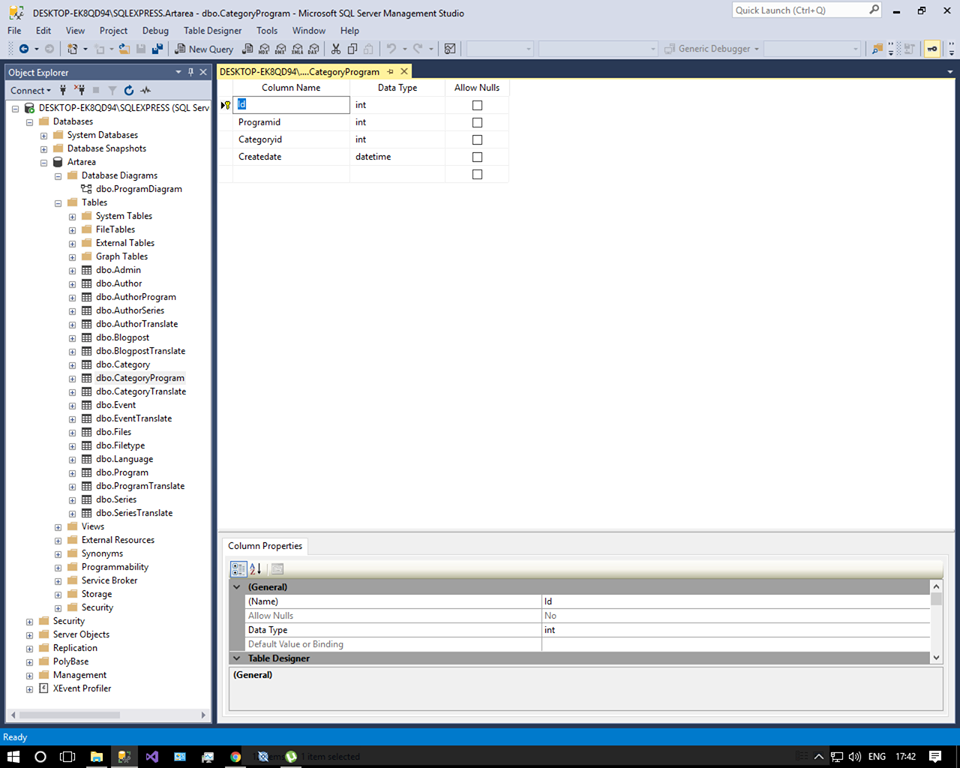 DESKTOP-EK8QD94\SQLEXPRESS.Artarea - dbo.CategoryProgram - Microsoft SQL Server Management Studio
Quick Launch (Ctrl+Q)
File Edit View Project Debug Table Designer Tools Window Help
New Query
Generic Debugger
Object Explorer
Connect
DESKTOP-EK8QD94\SQLEXPRESS (SQL Serv
Databases
System Databases
Database Snapshots
Artarea
Database Diagrams
dbo.ProgramDiagram
Tables
System Tables
FileTables
External Tables
Graph Tables
dbo.Admin
dbo.Author
dbo.AuthorProgram
dbo.AuthorSeries
dbo.AuthorTranslate
dbo.Blogpost
dbo.BlogpostTranslate
dbo.Category
dbo.CategoryProgram
dbo.CategoryTranslate
dbo.Event
dbo.EventTranslate
dbo.Files
dbo.Filetype
dbo.Language
dbo.Program
dbo.ProgramTranslate
dbo.Series
dbo.SeriesTranslate
Views
External Resources
Synonyms
Programmability
Service Broker
Storage
Security
Security
Server Objects
Replication
PolyBase
Management
XEvent Profiler
DESKTOP-EK8QD94\....CategoryProgram
Column Name Data Type Allow Nulls
Id int
Programid int
Categoryid int
Createdate datetime
Column Properties
(General)
(Name) Id
Allow Nulls No
Data Type int
Default Value or Binding
Table Designer
(General)
Ready
1 item selected
ENG 17:42